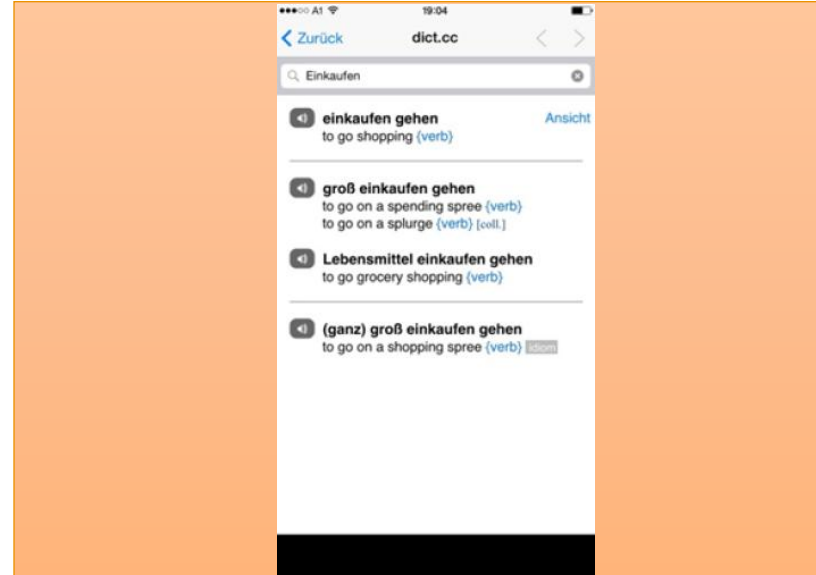 A1 19:04
Zurück dict.cc
Einkaufen
einkaufen gehen Ansicht
to go shopping {verb}
groß einkaufen gehen
to go on a spending spree {verb}
to go on a splurge {verb} [coll.]
Lebensmittel einkaufen gehen
to go grocery shopping {verb}
(ganz) groß einkaufen gehen
to go on a shopping spree {verb} idiom